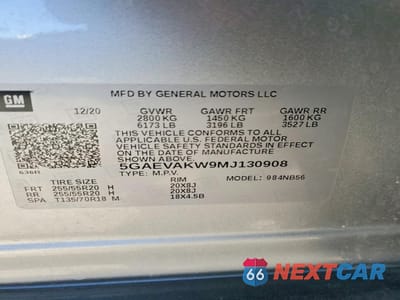 MFD BY GENERAL MOTORS LLC
GM
12/20 GVWR GAWR FRT GAWR RR
2800 KG 1450 KG 1600 KG
6173 LB 3196 LB 3527 LB
THIS VEHICLE CONFORMS TO ALL
APPLICABLE U.S. FEDERAL MOTOR
VEHICLE SAFETY STANDARDS IN
EFFECT ON THE DATE OF
MANUFACTURE SHOWN ABOVE.
5GAEVAKW9MJ130908
TYPE: M.P.V. MODEL: 984NB56
TIRE SIZE RIM
FRT 255/55R20 H 20X8J
RR 255/55R20 H 20X8J
SPA T135/70R18 M 18X4.5B
66 NEXTCAR